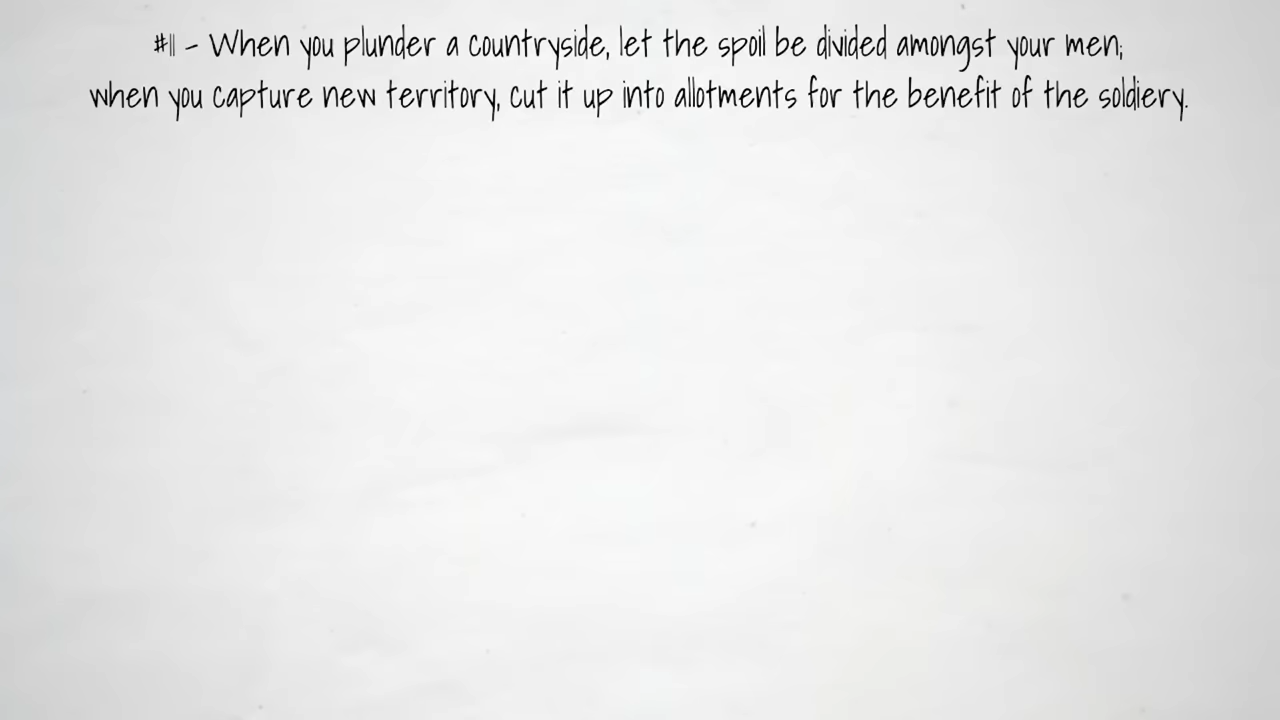 #11 - When you plunder a countryside, let the spoil be divided amongst your men;
when you capture new territory, cut it up into allotments for the benefit of the soldiery.